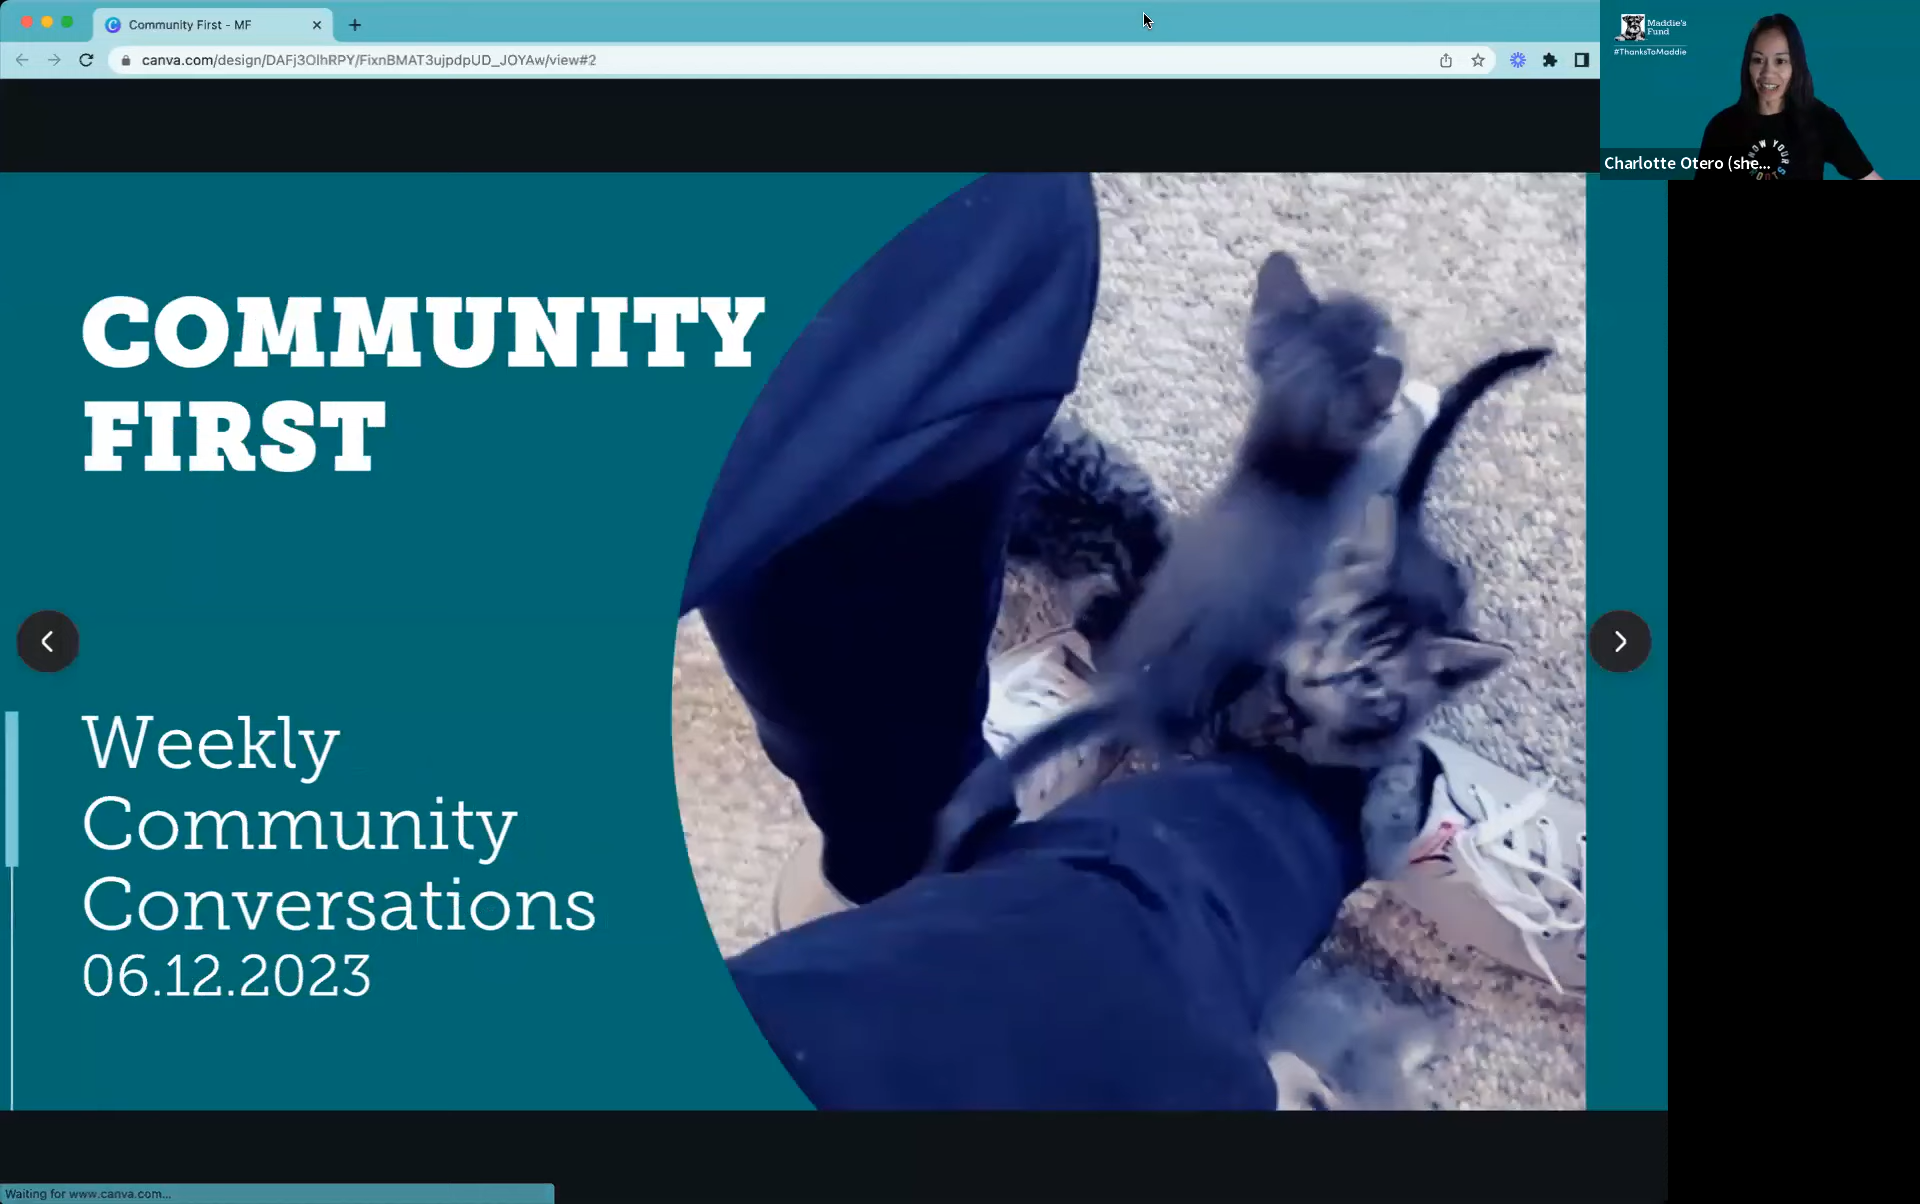 Community First - MF
canva.com/design/DAFj3OlhRPY/FixnBMAT3ujpdpUD_JOYAw/view#2
Maddie's
Fund
#ThanksToMaddie
YOUR
Charlotte Otero (she...
COMMUNITY
FIRST
Weekly
Community
Conversations
06.12.2023
Waiting for www.canva.com...